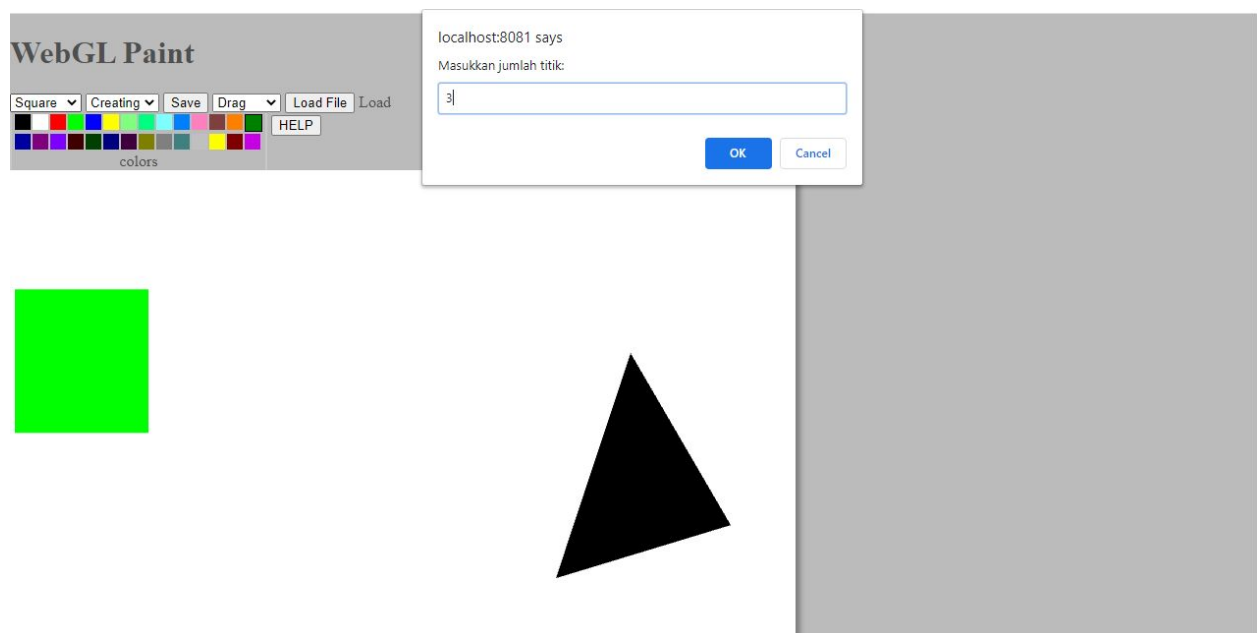 WebGL Paint
Square Creating Save Drag Load File Load
HELP
colors
localhost:8081 says
Masukkan jumlah titik:
3
OK Cancel